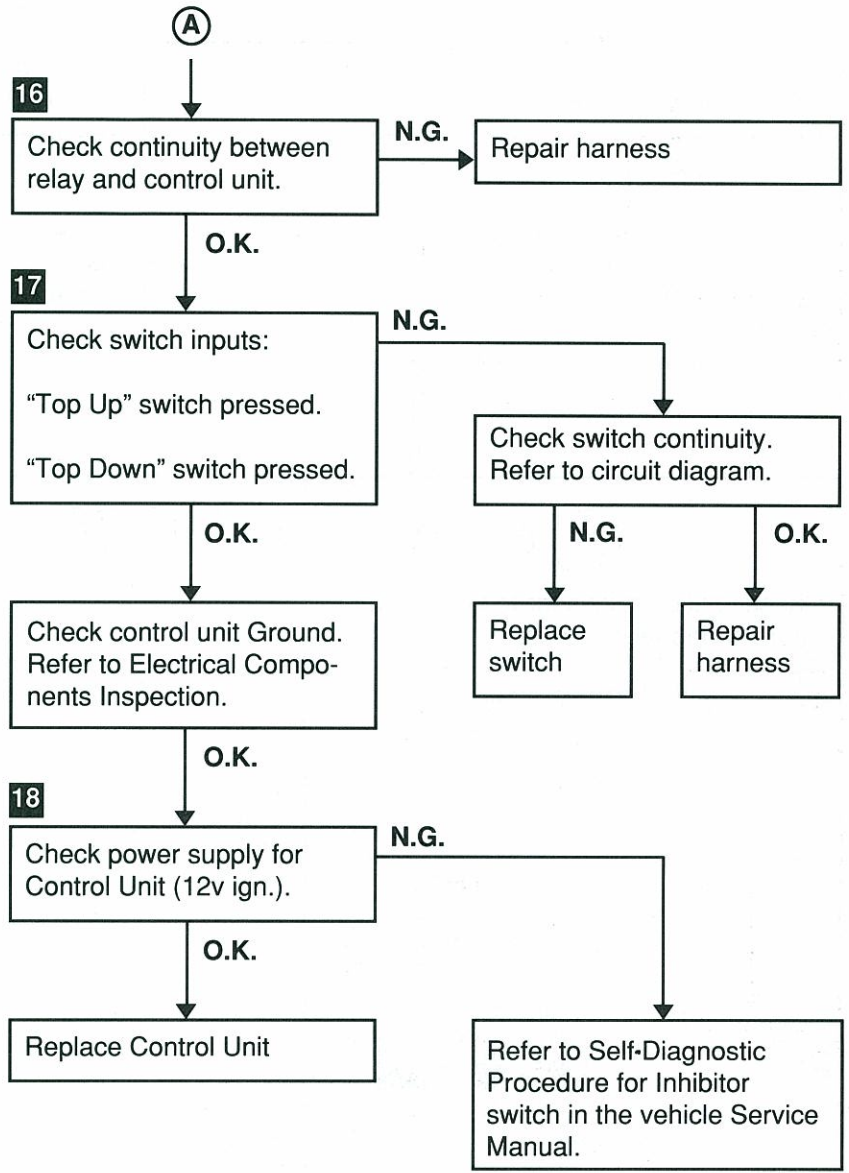 A
16
Check continuity between
relay and control unit.
N.G.
Repair harness
O.K.
17
Check switch inputs:
“Top Up” switch pressed.
“Top Down” switch pressed.
N.G.
Check switch continuity.
Refer to circuit diagram.
O.K.
N.G.
O.K.
Check control unit Ground.
Refer to Electrical Compo-
nents Inspection.
Replace
switch
Repair
harness
O.K.
18
Check power supply for
Control Unit (12v ign.).
N.G.
O.K.
Replace Control Unit
Refer to Self-Diagnostic
Procedure for Inhibitor
switch in the vehicle Service
Manual.